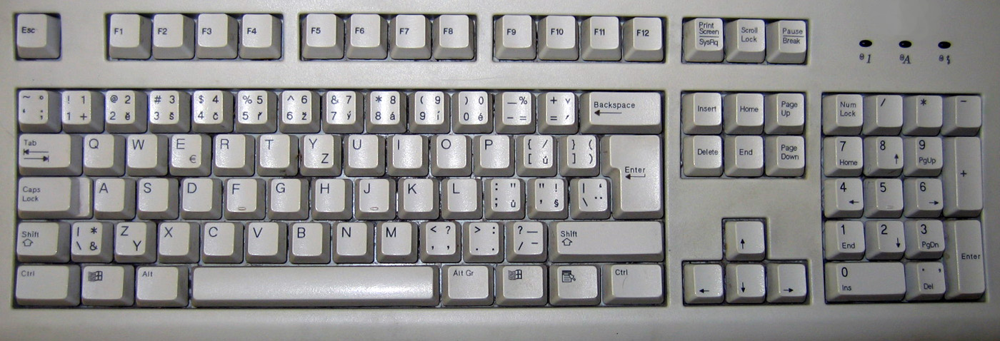 Esc F1 F2 F3 F4 F5 F6 F7 F8 F9 F10 F11 F12 Print Screen SysRq Scroll Lock Pause Break
1 A
~ ° ! 1 @ 2 # 3 $ 4 % 5 ^ 6 & 7 * 8 ( 9 ) 0 — % + ˇ Backspace
‘ ; 1 + 2 ě 3 š 4 č 5 ř 6 ž 7 ý 8 á 9 í 0 é - = = ´
Insert Home Page Up Num Lock / * −
Tab Q W E € R T Y Z U I O P { / [ ú } ( ] )
Delete End Page Down 7 Home 8 ↑ 9 PgUp +
Enter ←
Caps Lock A S D F G H J K L : " ; ů " ! ' § | ‘ \ ¨
4 ← 5 6 →
Shift ⇧ | * \ & Z Y X C V B N M < ? , , > : . . ? — / − Shift ⇧
↑ 1 End 2 ↓ 3 PgDn Enter
Ctrl Alt Alt Gr Ctrl
← ↓ → 0 Ins . , Del